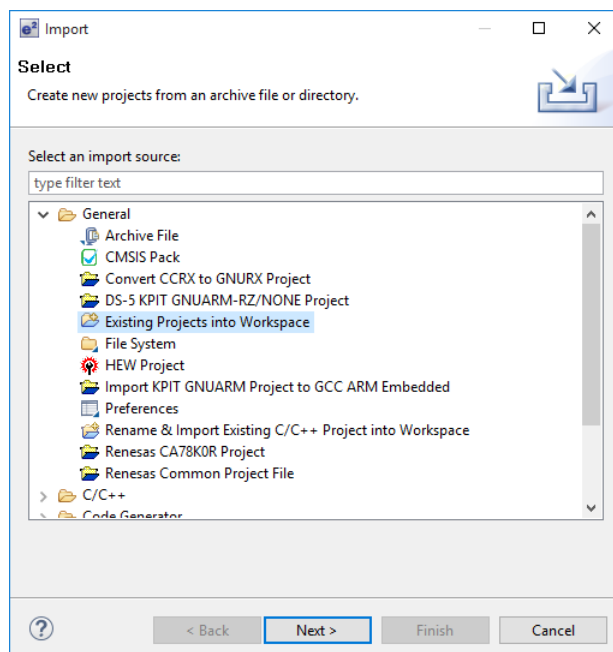 e² Import
Select
Create new projects from an archive file or directory.
Select an import source:
type filter text
General
Archive File
CMSIS Pack
Convert CCRX to GNURX Project
DS-5 KPIT GNUARM-RZ/NONE Project
Existing Projects into Workspace
File System
HEW Project
Import KPIT GNUARM Project to GCC ARM Embedded
Preferences
Rename & Import Existing C/C++ Project into Workspace
Renesas CA78K0R Project
Renesas Common Project File
C/C++
Code Generator
? < Back Next > Finish Cancel